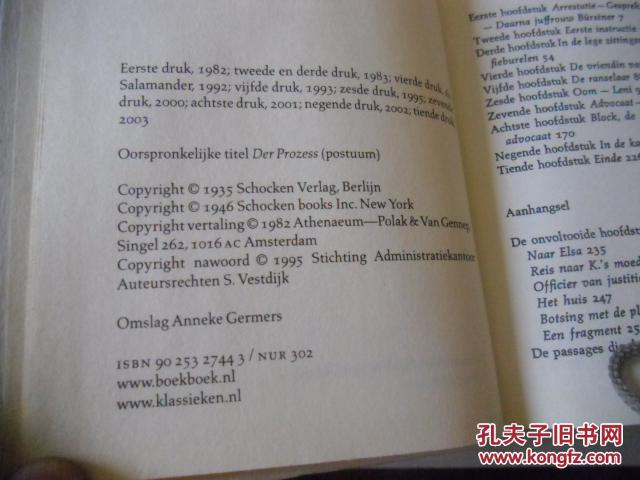 Eerste druk, 1982; tweede en derde druk, 1983; vierde druk,
Salamander, 1992; vijfde druk, 1993; zesde druk, 1995; zevende
druk, 2000; achtste druk, 2001; negende druk, 2002; tiende druk,
2003
Oorspronkelijke titel Der Prozess (postuum)
Copyright © 1935 Schocken Verlag, Berlijn
Copyright © 1946 Schocken books Inc. New York
Copyright vertaling © 1982 Athenaeum—Polak & Van Gennep,
Singel 262, 1016 AC Amsterdam
Copyright nawoord © 1995 Stichting Administratiekantoor
Auteursrechten S. Vestdijk
Omslag Anneke Germers
ISBN 90 253 2744 3 / NUR 302
www.boekboek.nl
www.klassieken.nl
Eerste hoofdstuk Arrestatie—Gesprek
— Daarna juffrouw Bürstner 7
Tweede hoofdstuk Eerste instructie
Derde hoofdstuk In de lege zittingen
fieburelen 54
Vierde hoofdstuk De vriendin van
Vijfde hoofdstuk De ranselaar
Zesde hoofdstuk Oom — Leni
Zevende hoofdstuk Advocaat —
Achtste hoofdstuk Block, de
advocaat 170
Negende hoofdstuk In de ka
Tiende hoofdstuk Einde 226
Aanhangsel
De onvoltooide hoofdst
Naar Elsa 235
Reis naar K.'s moed
Officier van justiti
Het huis 247
Botsing met de pl
Een fragment 25
De passages die d
孔夫子旧书网
www.kongfz.com